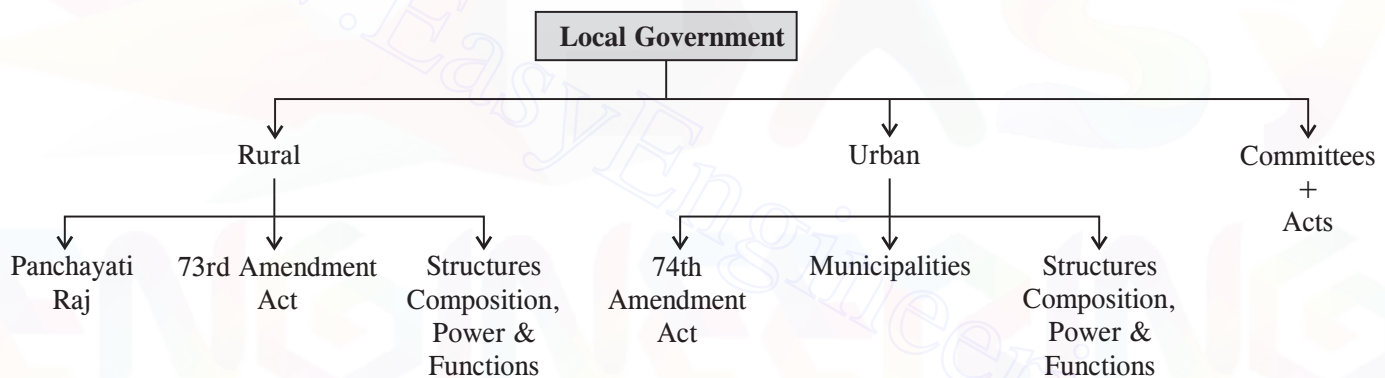 Local Government
Rural
Urban
Committees
+
Acts
Panchayati
Raj
73rd Amendment
Act
Structures
Composition,
Power &
Functions
74th
Amendment
Act
Municipalities
Structures
Composition,
Power &
Functions